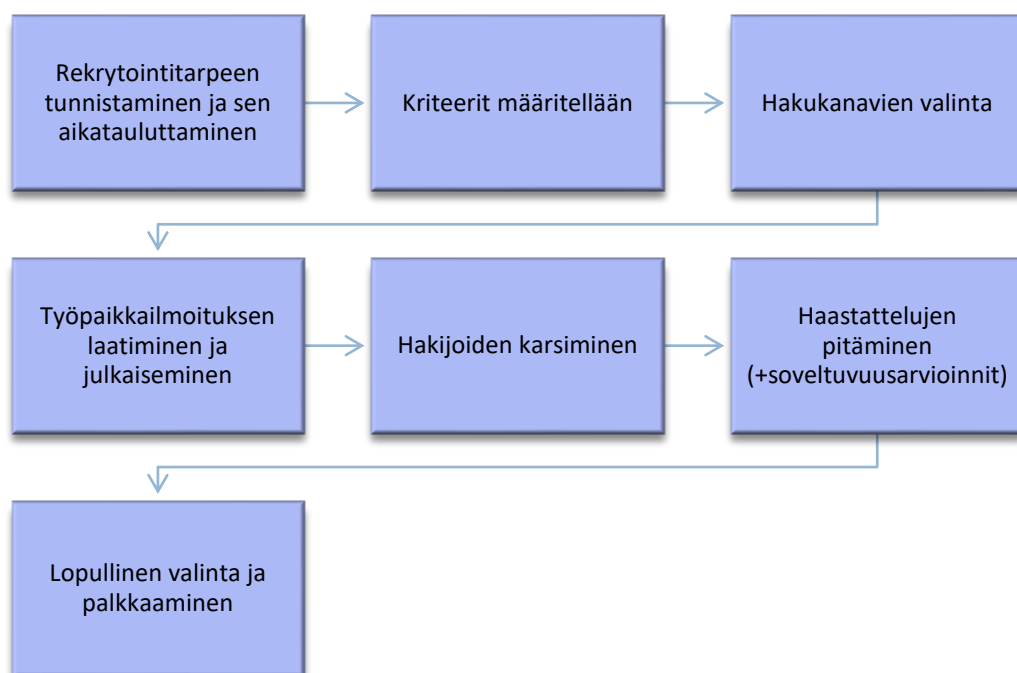 Rekrytointitarpeen
tunnistaminen ja sen
aikatauluttaminen
Kriteerit määritellään
Hakukanavien valinta
Työpaikkailmoituksen
laatiminen ja
julkaiseminen
Hakijoiden karsiminen
Haastattelujen
pitäminen
(+soveltuvuusarvioinnit)
Lopullinen valinta ja
palkkaaminen